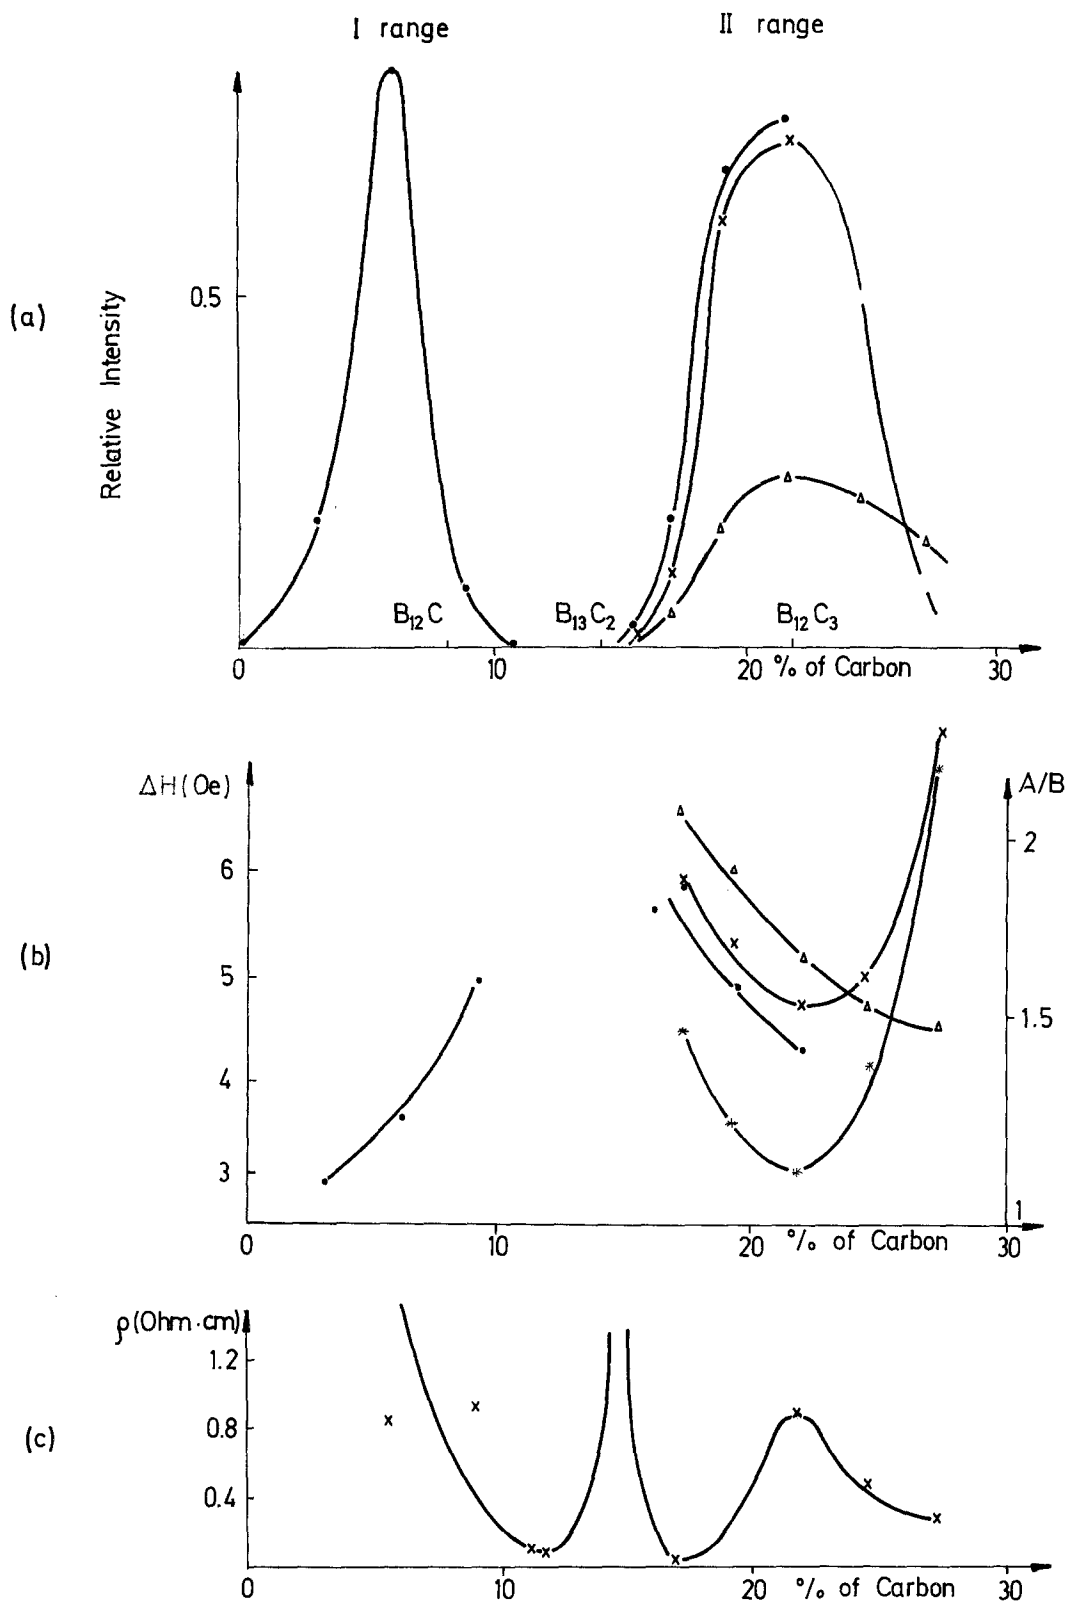 I range
II range
(a)
Relative Intensity
0.5
B₁₂C
B₁₃C₂
B₁₂C₃
0
10
20
% of Carbon
30
(b)
ΔH(Oe)
6
5
4
3
A/B
2
1.5
1
0
10
20
% of Carbon
30
(c)
ρ(Ohm·cm)
1.2
0.8
0.4
0
10
20
% of Carbon
30